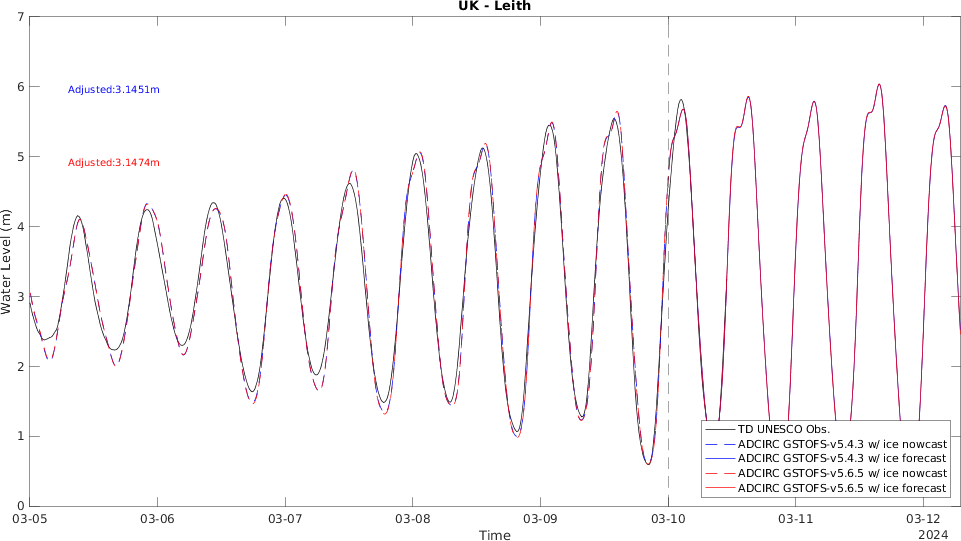 UK - Leith
7
6
5
4
3
2
1
0
Water Level (m)
Adjusted:3.1451m
Adjusted:3.1474m
TD UNESCO Obs.
ADCIRC GSTOFS-v5.4.3 w/ ice nowcast
ADCIRC GSTOFS-v5.4.3 w/ ice forecast
ADCIRC GSTOFS-v5.6.5 w/ ice nowcast
ADCIRC GSTOFS-v5.6.5 w/ ice forecast
03-05 03-06 03-07 03-08 03-09 03-10 03-11 03-12
2024
Time